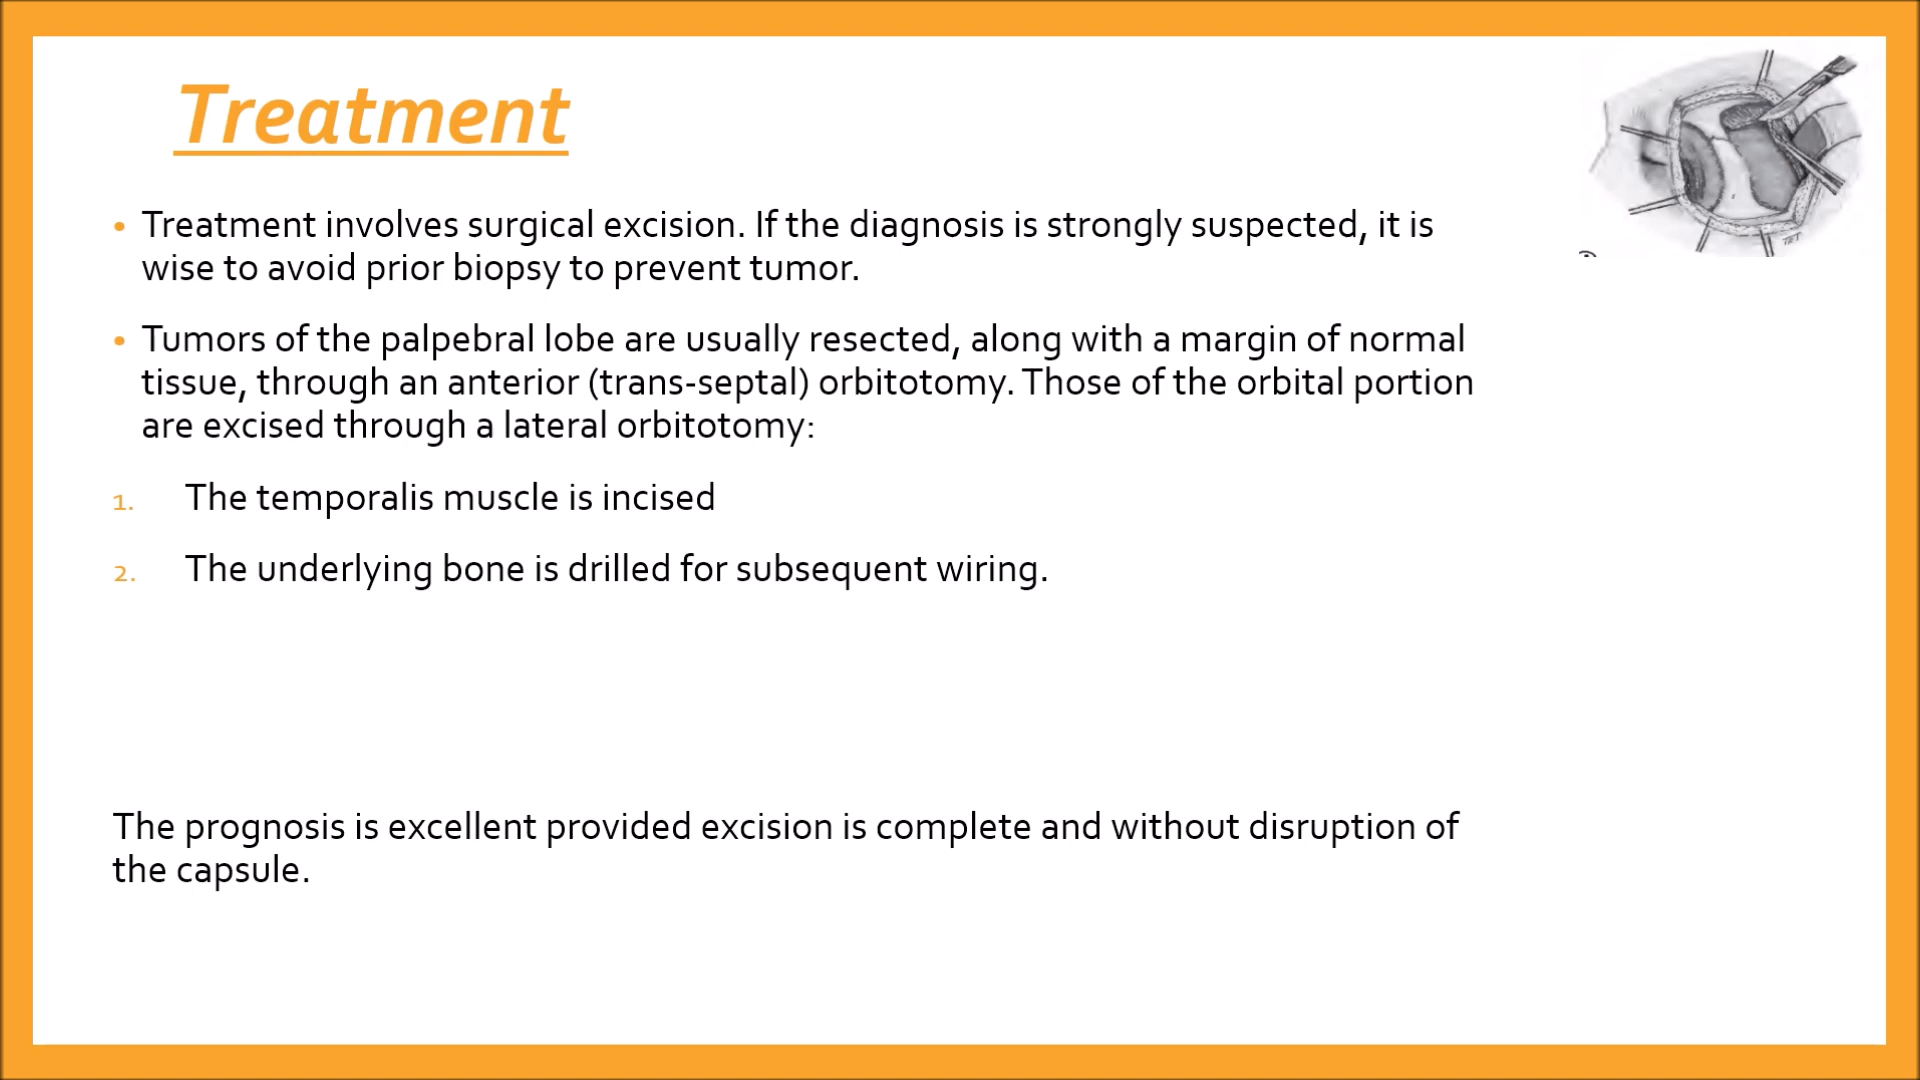 Treatment
• Treatment involves surgical excision. If the diagnosis is strongly suspected, it is
wise to avoid prior biopsy to prevent tumor.
• Tumors of the palpebral lobe are usually resected, along with a margin of normal
tissue, through an anterior (trans-septal) orbitotomy. Those of the orbital portion
are excised through a lateral orbitotomy:
1. The temporalis muscle is incised
2. The underlying bone is drilled for subsequent wiring.
The prognosis is excellent provided excision is complete and without disruption of
the capsule.